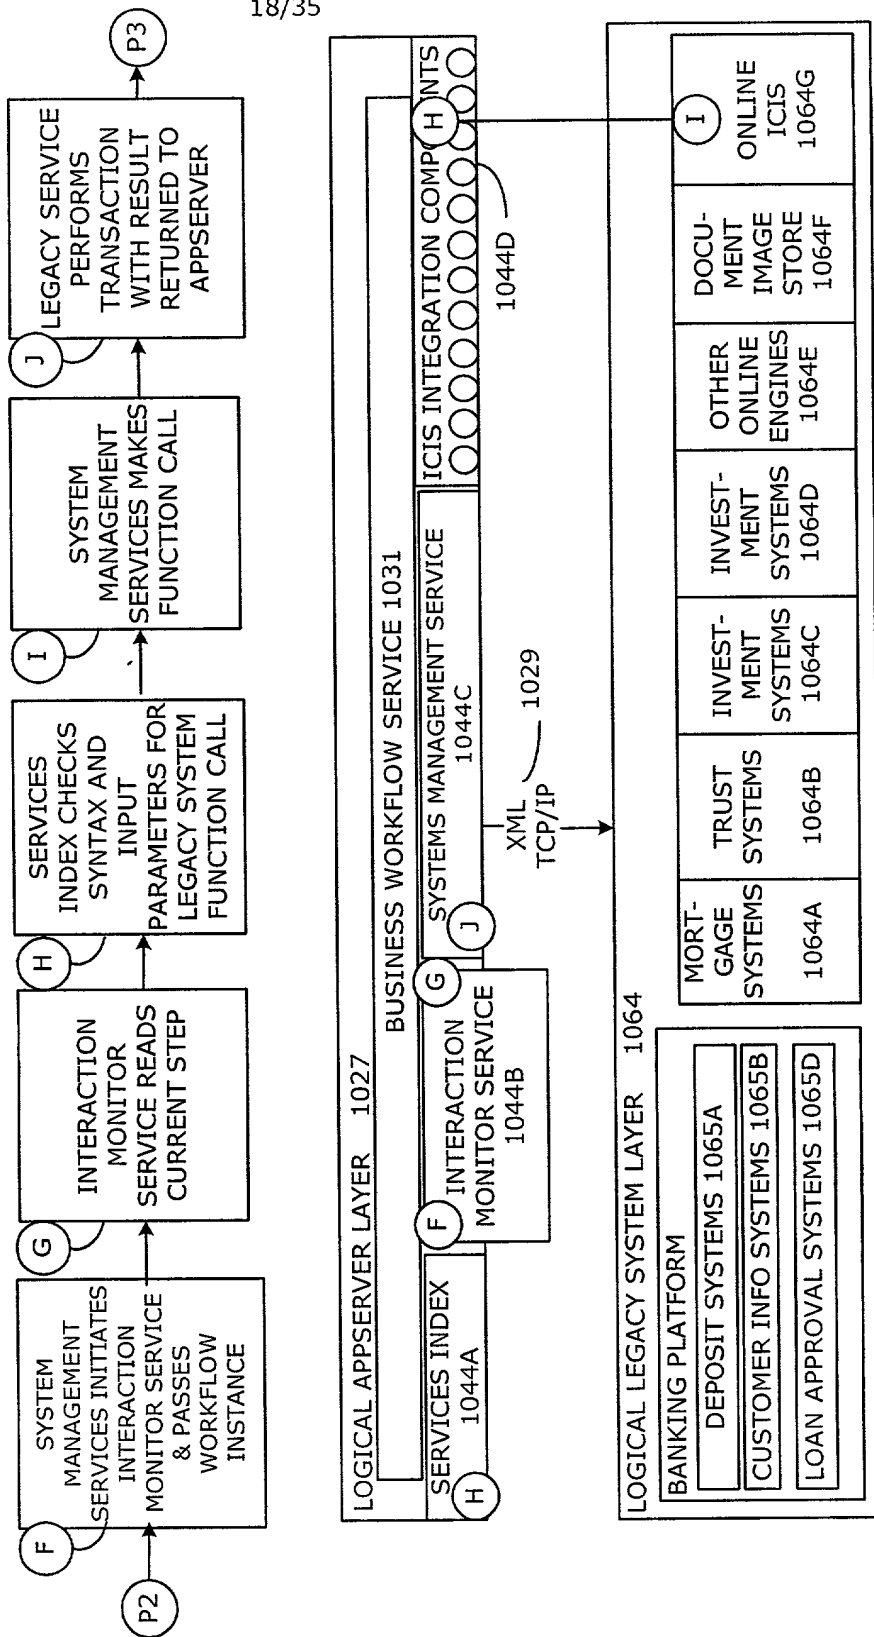 18/35
P2
F
SYSTEM
MANAGEMENT
SERVICES INITIATES
INTERACTION
MONITOR SERVICE
& PASSES
WORKFLOW
INSTANCE
G
INTERACTION
MONITOR
SERVICE READS
CURRENT STEP
H
SERVICES
INDEX CHECKS
SYNTAX AND
INPUT
PARAMETERS FOR
LEGACY SYSTEM
FUNCTION CALL
I
SYSTEM
MANAGEMENT
SERVICES MAKES
FUNCTION CALL
J
LEGACY SERVICE
PERFORMS
TRANSACTION
WITH RESULT
RETURNED TO
APPSERVER
P3
LOGICAL APPSERVER LAYER 1027
BUSINESS WORKFLOW SERVICE 1031
SERVICES INDEX
1044A
H
F
INTERACTION
MONITOR SERVICE
1044B
G
SYSTEMS MANAGEMENT SERVICE
1044C
J
ICIS INTEGRATION COMPONENTS
H
1044D
XML
TCP/IP
1029
LOGICAL LEGACY SYSTEM LAYER 1064
BANKING PLATFORM
DEPOSIT SYSTEMS 1065A
CUSTOMER INFO SYSTEMS 1065B
LOAN APPROVAL SYSTEMS 1065D
MORT-
GAGE
SYSTEMS
1064A
TRUST
SYSTEMS
1064B
INVEST-
MENT
SYSTEMS
1064C
INVEST-
MENT
SYSTEMS
1064D
OTHER
ONLINE
ENGINES
1064E
DOCU-
MENT
IMAGE
STORE
1064F
I
ONLINE
ICIS
1064G